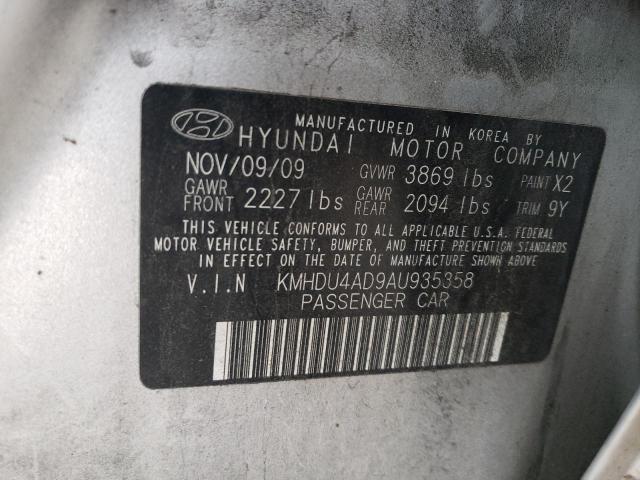 MANUFACTURED IN KOREA BY
HYUNDAI MOTOR COMPANY
NOV/09/09 GVWR 3869 lbs PAINT X2
GAWR FRONT 2227 lbs GAWR REAR 2094 lbs TRIM 9Y
THIS VEHICLE CONFORMS TO ALL APPLICABLE U.S.A. FEDERAL
MOTOR VEHICLE SAFETY, BUMPER, AND THEFT PREVENTION STANDARDS
IN EFFECT ON THE DATE OF MANUFACTURE SHOWN ABOVE
V.I.N KMHDU4AD9AU935358
PASSENGER CAR